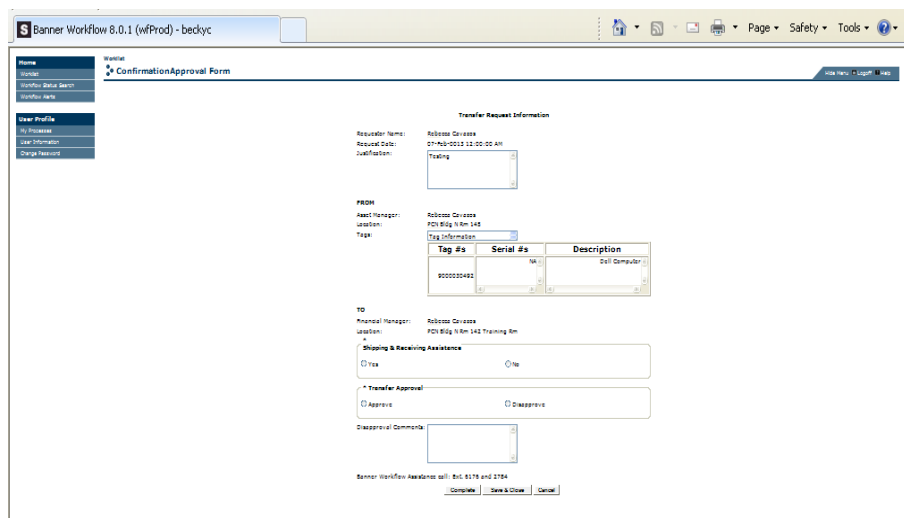 Banner Workflow 8.0.1 (wfProd) - beckyc
Page Safety Tools
Home
Worklist
Workflow Status Search
Workflow Alerts
User Profile
My Processes
User Information
Change Password
Worklist
ConfirmationApproval Form
Hide Menu Logoff Help
Transfer Request Information
Requestor Name: Rebecca Cavazos
Request Date: 07-Feb-0013 12:00:00 AM
Justification: Testing
FROM
Asset Manager: Rebecca Cavazos
Location: PCN Bldg N Rm 145
Tags: Tag Information
Tag #s Serial #s Description
9000030492 NA Dell Computer
TO
Financial Manager: Rebecca Cavazos
Location: PCN Bldg N Rm 142 Training Rm
*
Shipping & Receiving Assistance
Yes No
* Transfer Approval
Approve Disapprove
Disapproval Comments:
Banner Workflow Assistance call: Ext. 6175 and 2784
Complete Save & Close Cancel